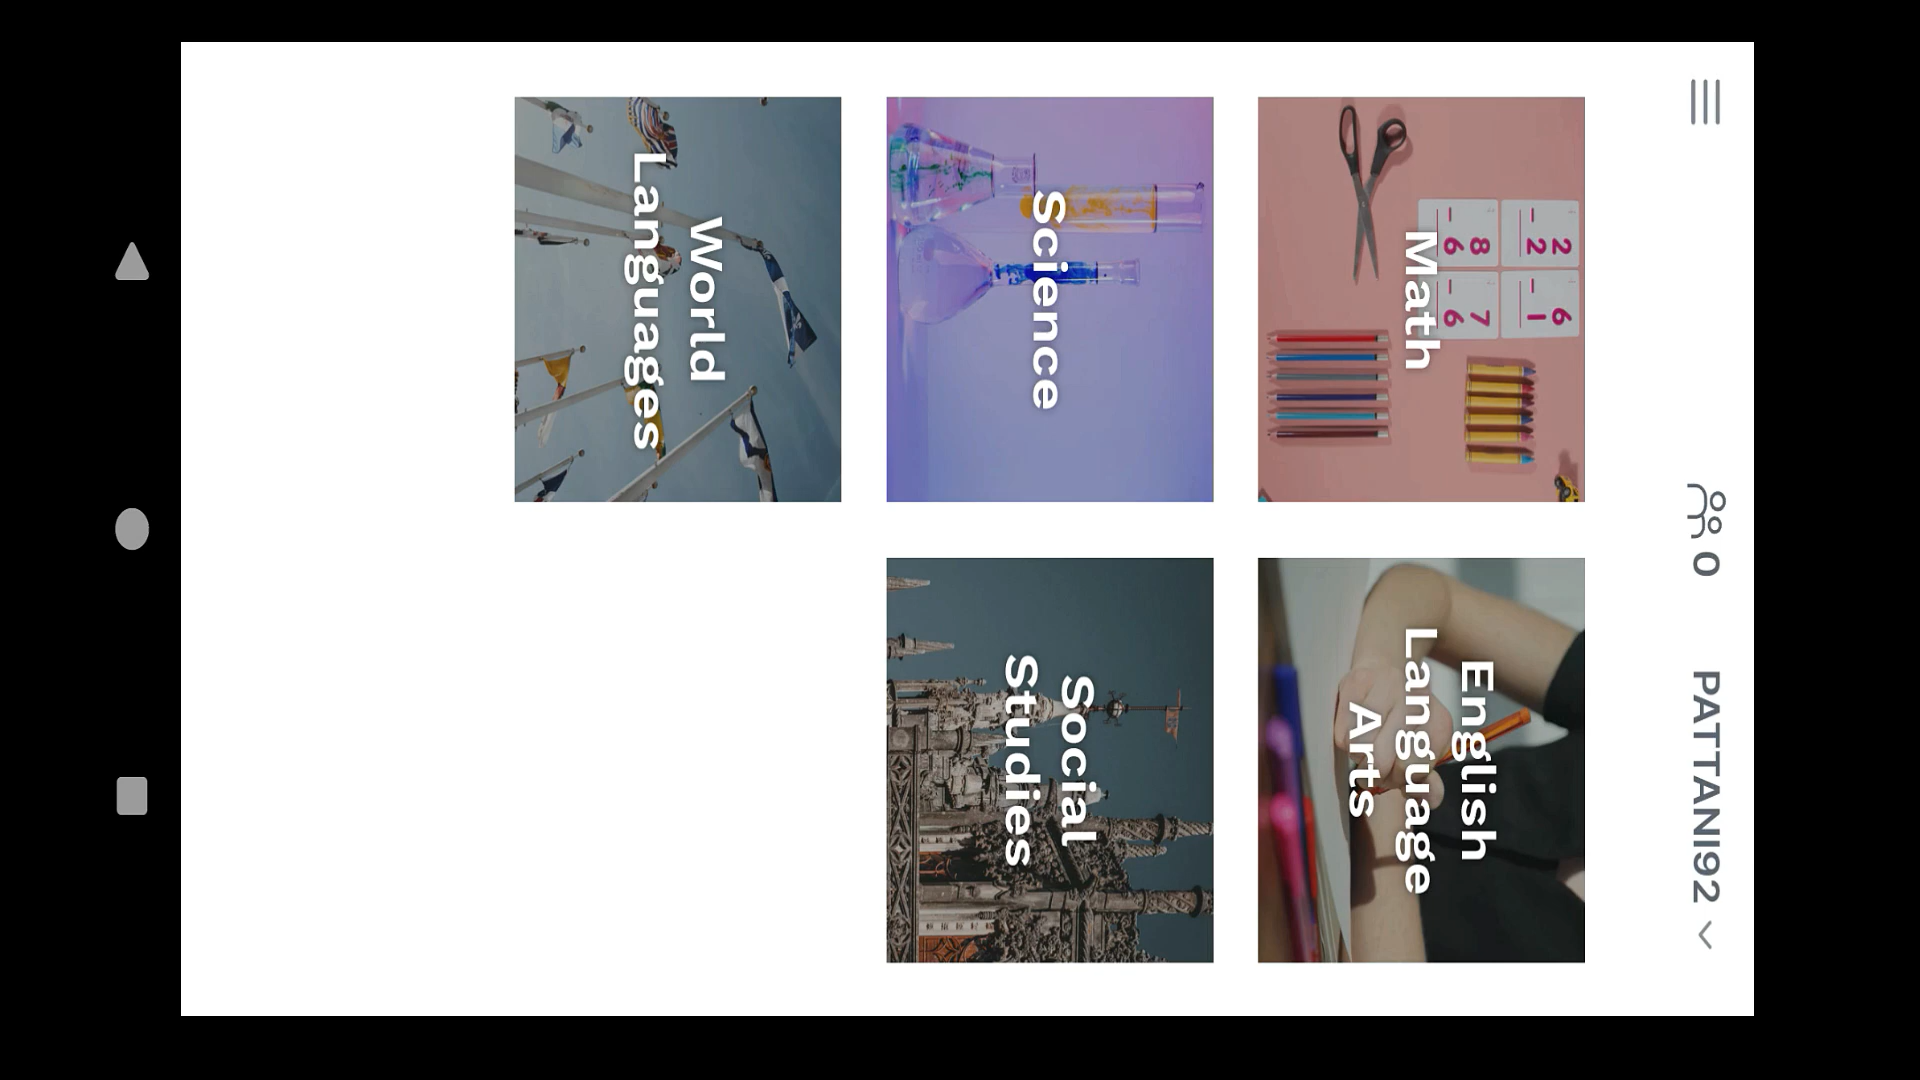 0 PATTANI92
Math
2
- 2
6
- 1
8
- 6
7
- 6
English
Language
Arts
Science
Social
Studies
World
Languages